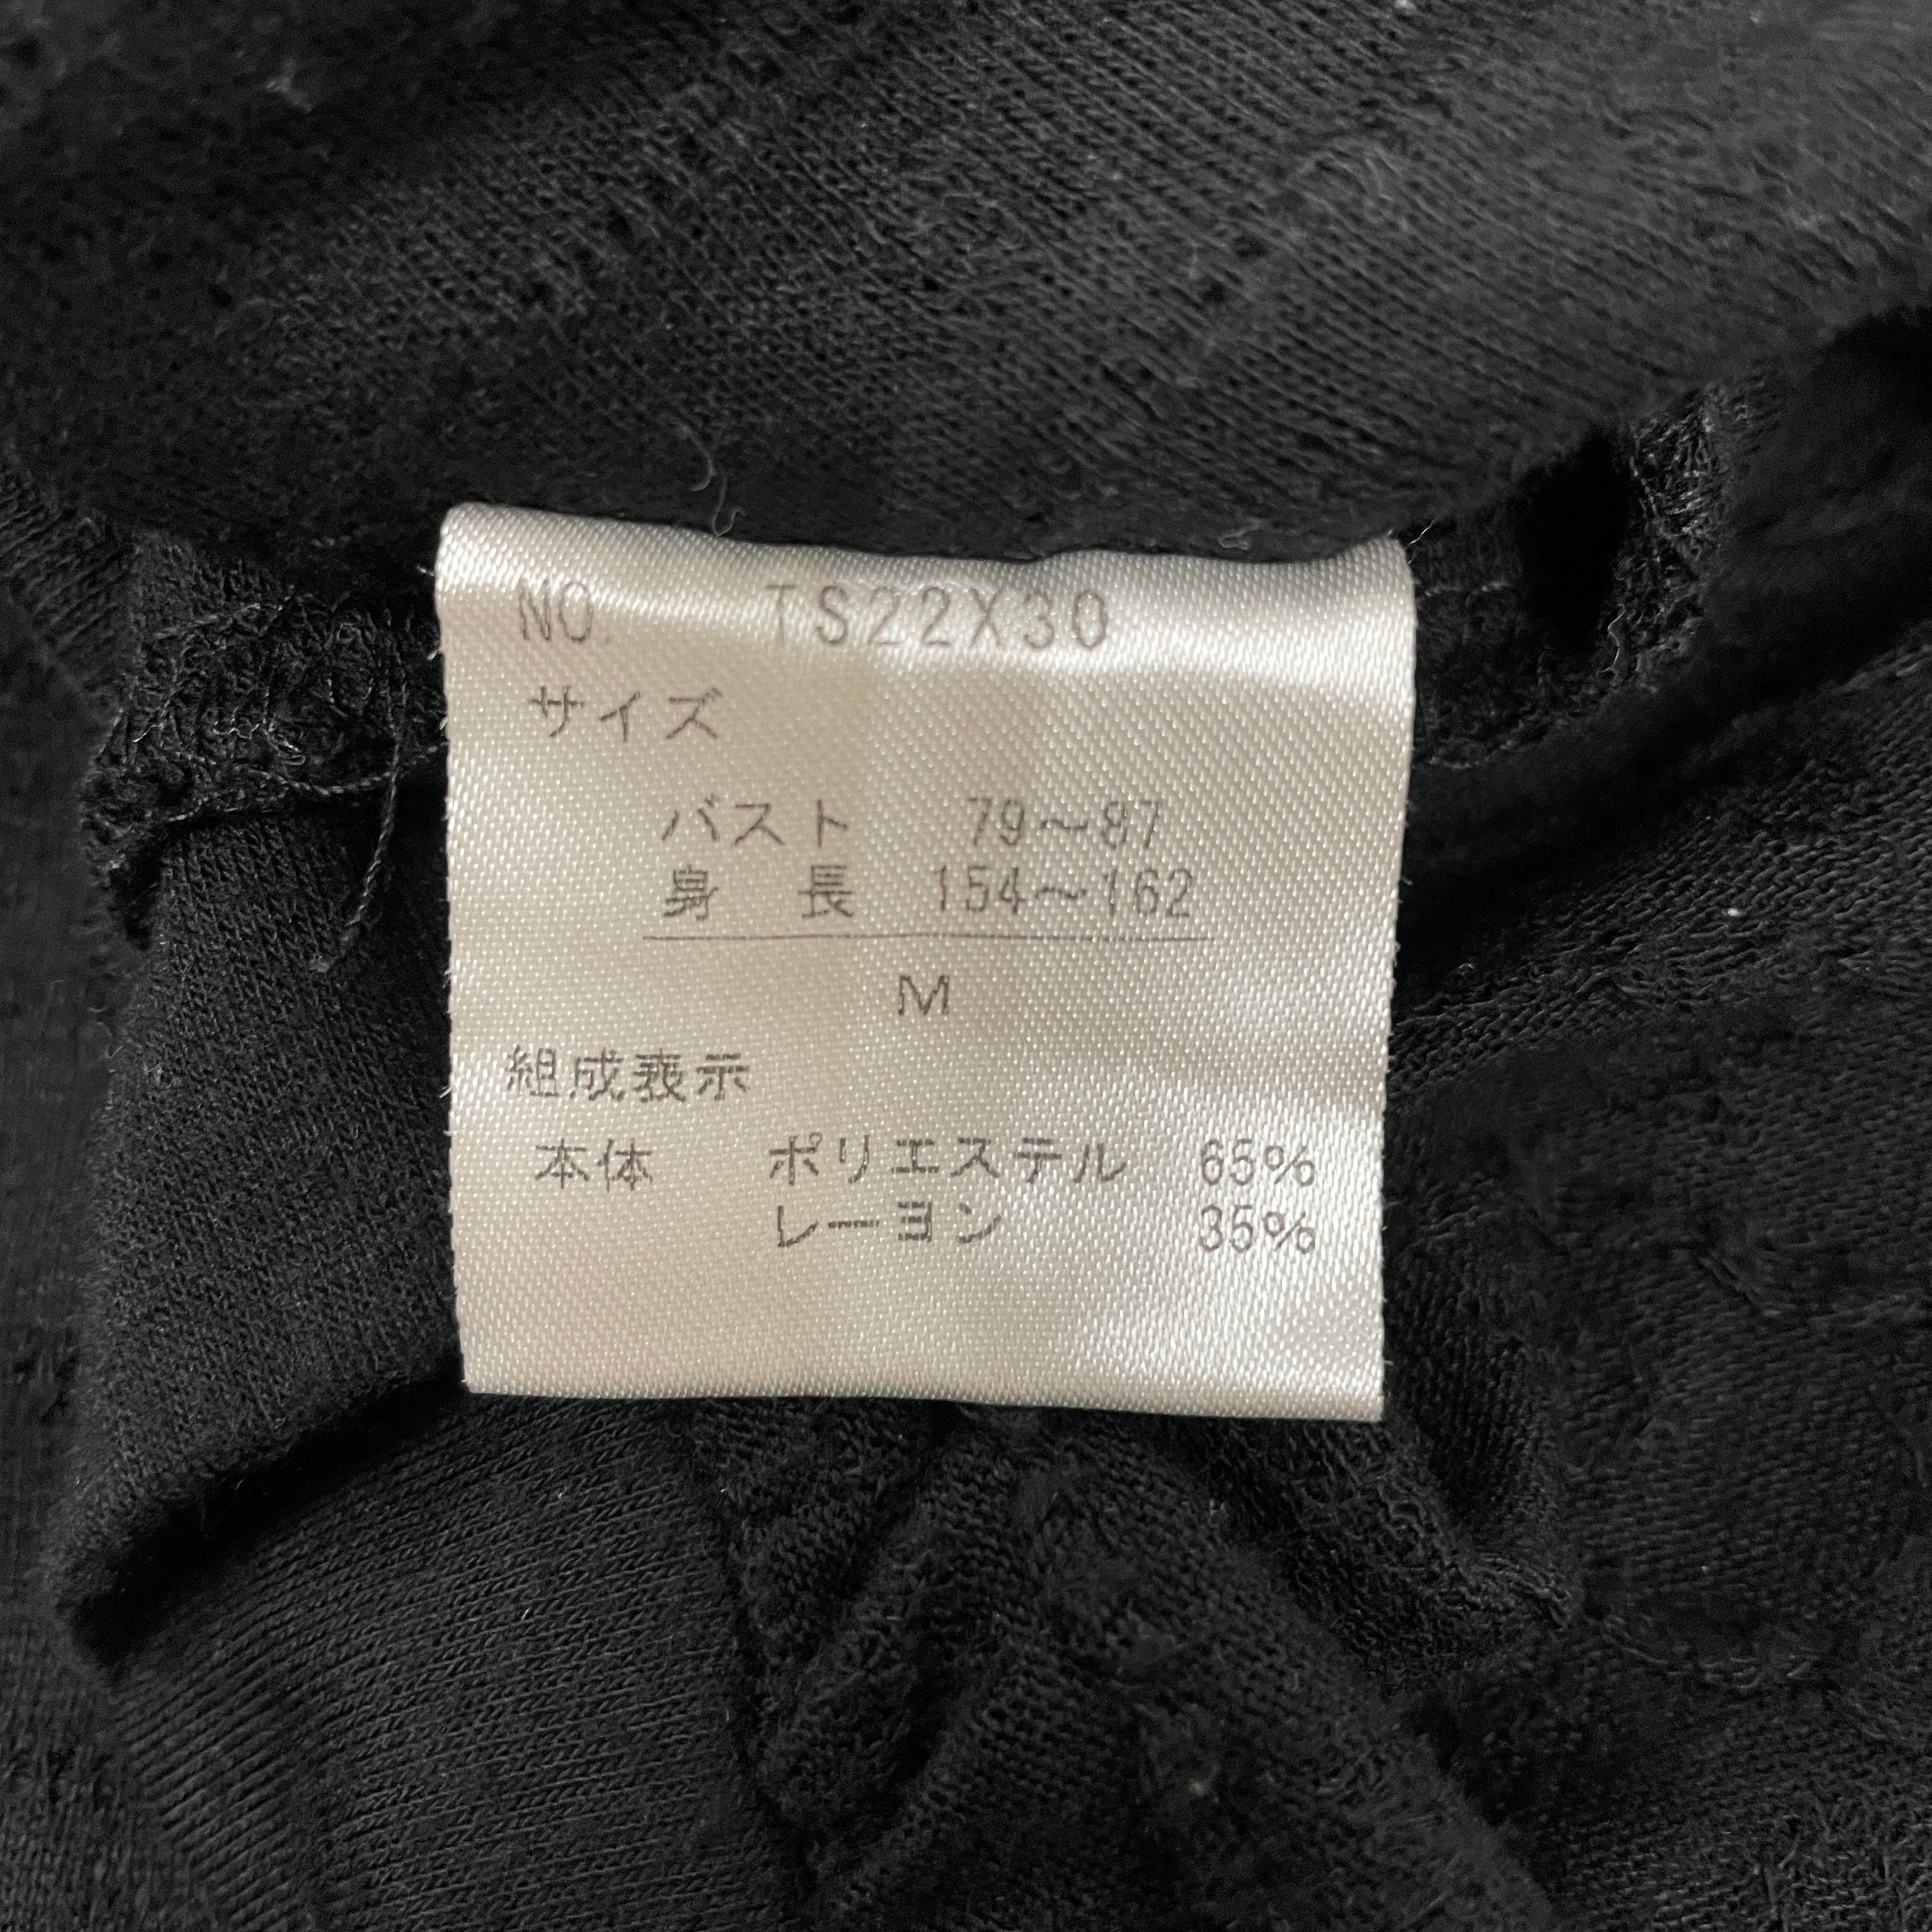 NO. TS22X30
サイズ
バスト 79〜87
身 長 154〜162
M
組成表示
本体 ポリエステル 65%
レーヨン 35%